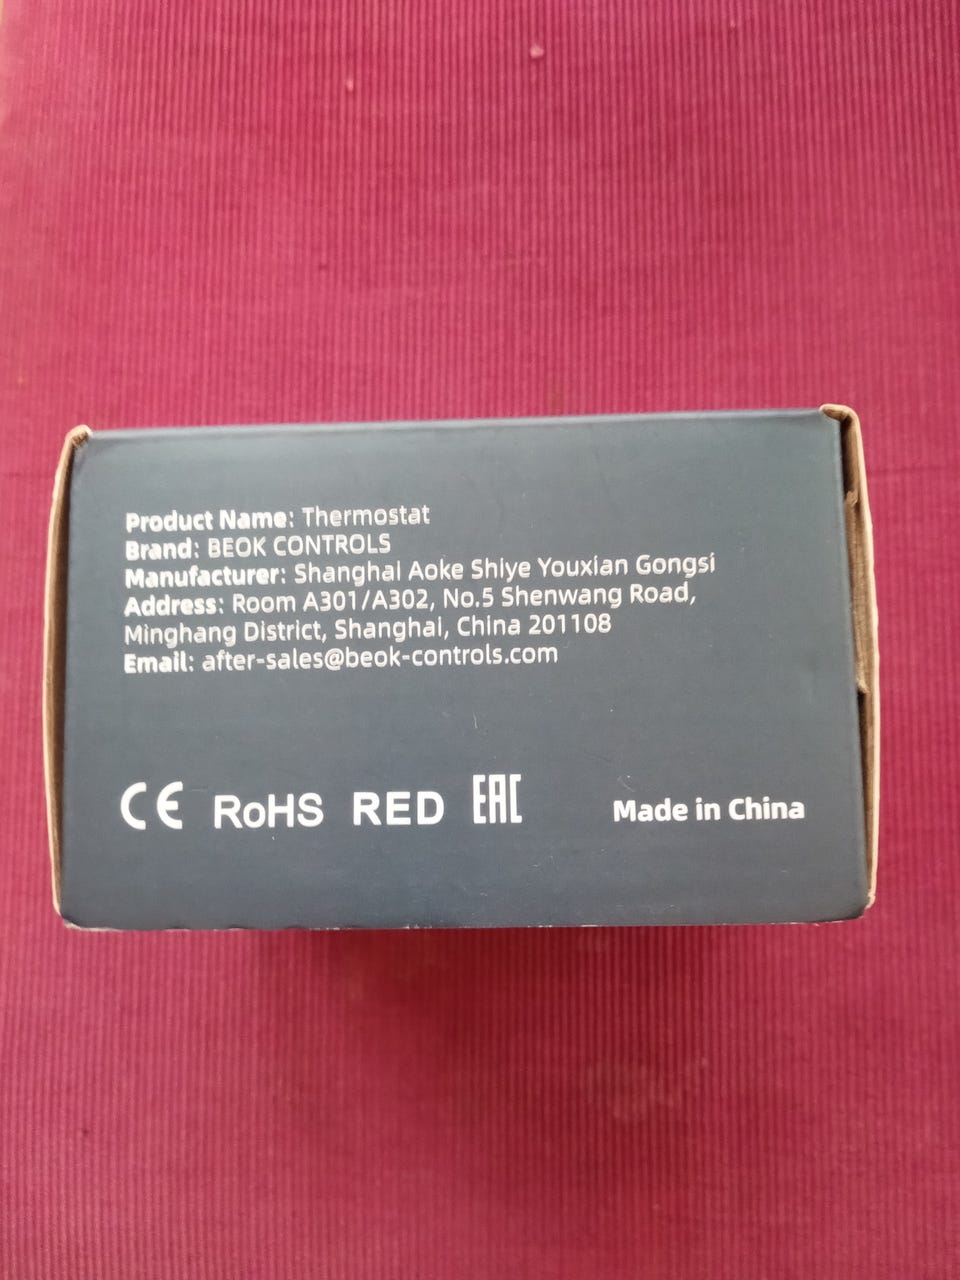 Product Name: Thermostat
Brand: BEOK CONTROLS
Manufacturer: Shanghai Aoke Shiye Youxian Gongsi
Address: Room A301/A302, No.5 Shenwang Road,
Minghang District, Shanghai, China 201108
Email: after-sales@beok-controls.com
CE RoHS RED EAC Made in China